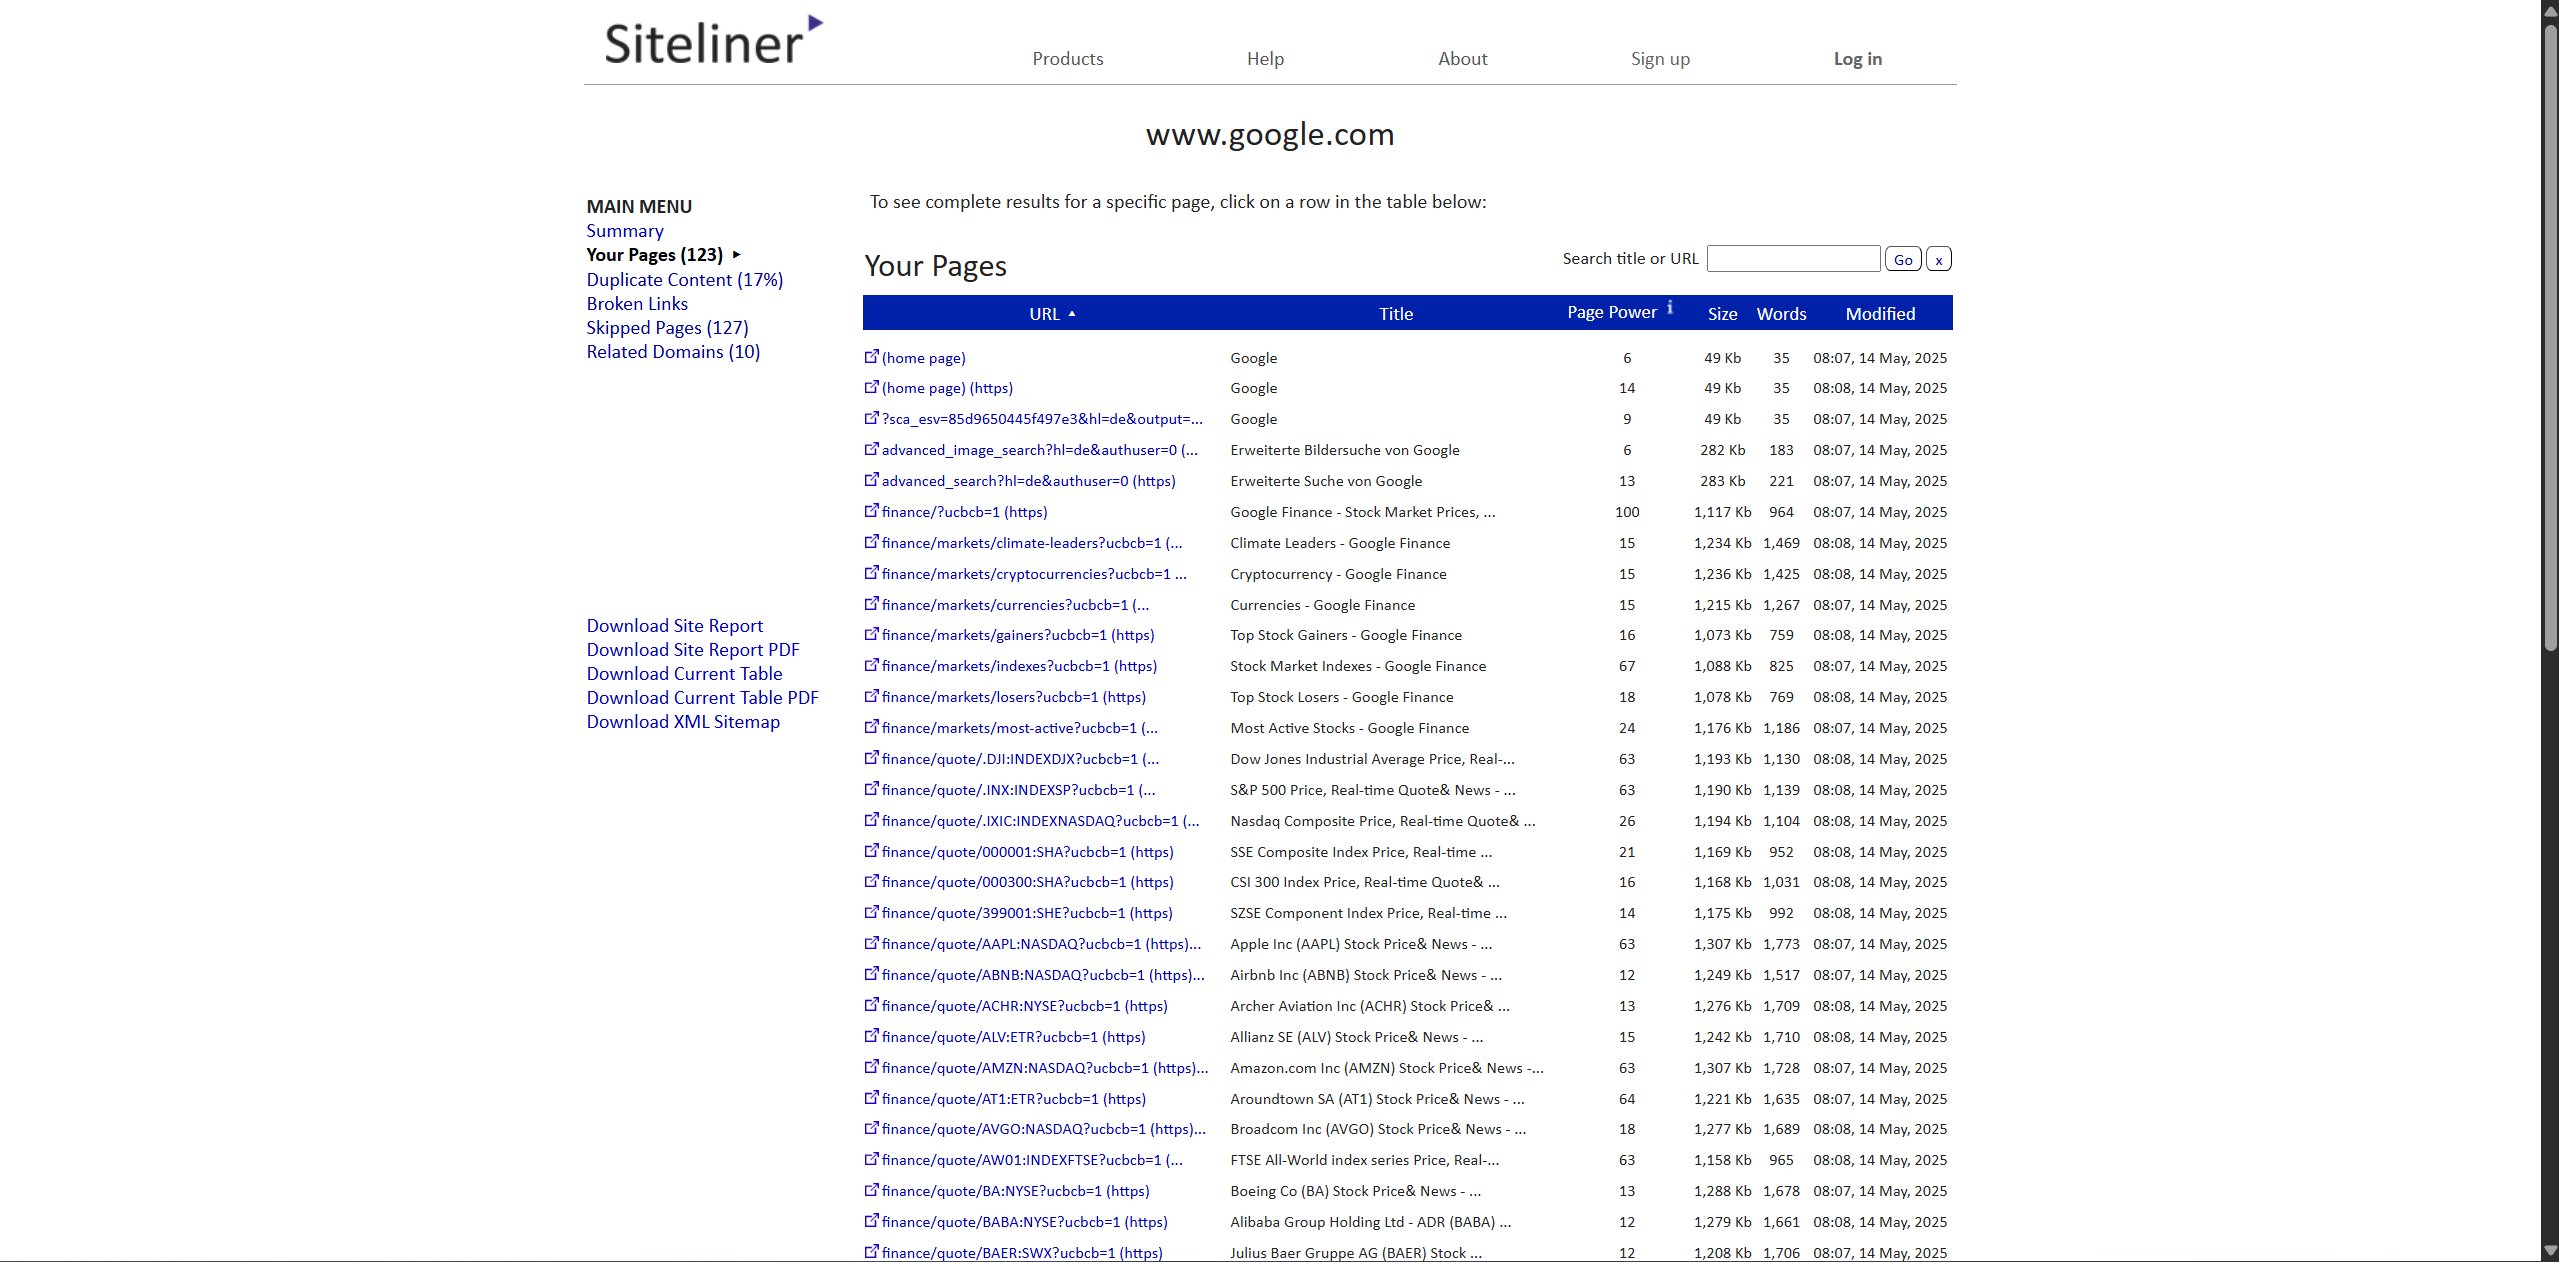 Siteliner
Products Help About Sign up Log in
www.google.com
MAIN MENU
Summary
Your Pages (123)
Duplicate Content (17%)
Broken Links
Skipped Pages (127)
Related Domains (10)
Download Site Report
Download Site Report PDF
Download Current Table
Download Current Table PDF
Download XML Sitemap
To see complete results for a specific page, click on a row in the table below:
Your Pages
Search title or URL Go x
URL Title Page Power i Size Words Modified
(home page) Google 6 49 Kb 35 08:07, 14 May, 2025
(home page) (https) Google 14 49 Kb 35 08:08, 14 May, 2025
?sca_esv=85d9650445f497e3&hl=de&output=... Google 9 49 Kb 35 08:07, 14 May, 2025
advanced_image_search?hl=de&authuser=0 (... Erweiterte Bildersuche von Google 6 282 Kb 183 08:07, 14 May, 2025
advanced_search?hl=de&authuser=0 (https) Erweiterte Suche von Google 13 283 Kb 221 08:07, 14 May, 2025
finance/?ucbcb=1 (https) Google Finance - Stock Market Prices, ... 100 1,117 Kb 964 08:07, 14 May, 2025
finance/markets/climate-leaders?ucbcb=1 (... Climate Leaders - Google Finance 15 1,234 Kb 1,469 08:08, 14 May, 2025
finance/markets/cryptocurrencies?ucbcb=1 ... Cryptocurrency - Google Finance 15 1,236 Kb 1,425 08:08, 14 May, 2025
finance/markets/currencies?ucbcb=1 (... Currencies - Google Finance 15 1,215 Kb 1,267 08:07, 14 May, 2025
finance/markets/gainers?ucbcb=1 (https) Top Stock Gainers - Google Finance 16 1,073 Kb 759 08:08, 14 May, 2025
finance/markets/indexes?ucbcb=1 (https) Stock Market Indexes - Google Finance 67 1,088 Kb 825 08:07, 14 May, 2025
finance/markets/losers?ucbcb=1 (https) Top Stock Losers - Google Finance 18 1,078 Kb 769 08:08, 14 May, 2025
finance/markets/most-active?ucbcb=1 (... Most Active Stocks - Google Finance 24 1,176 Kb 1,186 08:07, 14 May, 2025
finance/quote/.DJI:INDEXDJX?ucbcb=1 (... Dow Jones Industrial Average Price, Real-... 63 1,193 Kb 1,130 08:08, 14 May, 2025
finance/quote/.INX:INDEXSP?ucbcb=1 (... S&P 500 Price, Real-time Quote& News - ... 63 1,190 Kb 1,139 08:08, 14 May, 2025
finance/quote/.IXIC:INDEXNASDAQ?ucbcb=1 (... Nasdaq Composite Price, Real-time Quote& ... 26 1,194 Kb 1,104 08:08, 14 May, 2025
finance/quote/000001:SHA?ucbcb=1 (https) SSE Composite Index Price, Real-time ... 21 1,169 Kb 952 08:08, 14 May, 2025
finance/quote/000300:SHA?ucbcb=1 (https) CSI 300 Index Price, Real-time Quote& ... 16 1,168 Kb 1,031 08:08, 14 May, 2025
finance/quote/399001:SHE?ucbcb=1 (https) SZSE Component Index Price, Real-time ... 14 1,175 Kb 992 08:08, 14 May, 2025
finance/quote/AAPL:NASDAQ?ucbcb=1 (https)... Apple Inc (AAPL) Stock Price& News - ... 63 1,307 Kb 1,773 08:07, 14 May, 2025
finance/quote/ABNB:NASDAQ?ucbcb=1 (https)... Airbnb Inc (ABNB) Stock Price& News - ... 12 1,249 Kb 1,517 08:07, 14 May, 2025
finance/quote/ACHR:NYSE?ucbcb=1 (https) Archer Aviation Inc (ACHR) Stock Price& ... 13 1,276 Kb 1,709 08:08, 14 May, 2025
finance/quote/ALV:ETR?ucbcb=1 (https) Allianz SE (ALV) Stock Price& News - ... 15 1,242 Kb 1,710 08:08, 14 May, 2025
finance/quote/AMZN:NASDAQ?ucbcb=1 (https)... Amazon.com Inc (AMZN) Stock Price& News -... 63 1,307 Kb 1,728 08:07, 14 May, 2025
finance/quote/AT1:ETR?ucbcb=1 (https) Aroundtown SA (AT1) Stock Price& News - ... 64 1,221 Kb 1,635 08:07, 14 May, 2025
finance/quote/AVGO:NASDAQ?ucbcb=1 (https)... Broadcom Inc (AVGO) Stock Price& News - ... 18 1,277 Kb 1,689 08:08, 14 May, 2025
finance/quote/AW01:INDEXFTSE?ucbcb=1 (... FTSE All-World index series Price, Real-... 63 1,158 Kb 965 08:08, 14 May, 2025
finance/quote/BA:NYSE?ucbcb=1 (https) Boeing Co (BA) Stock Price& News - ... 13 1,288 Kb 1,678 08:07, 14 May, 2025
finance/quote/BABA:NYSE?ucbcb=1 (https) Alibaba Group Holding Ltd - ADR (BABA) ... 12 1,279 Kb 1,661 08:08, 14 May, 2025
finance/quote/BAER:SWX?ucbcb=1 (https) Julius Baer Gruppe AG (BAER) Stock ... 12 1,208 Kb 1,706 08:07, 14 May, 2025